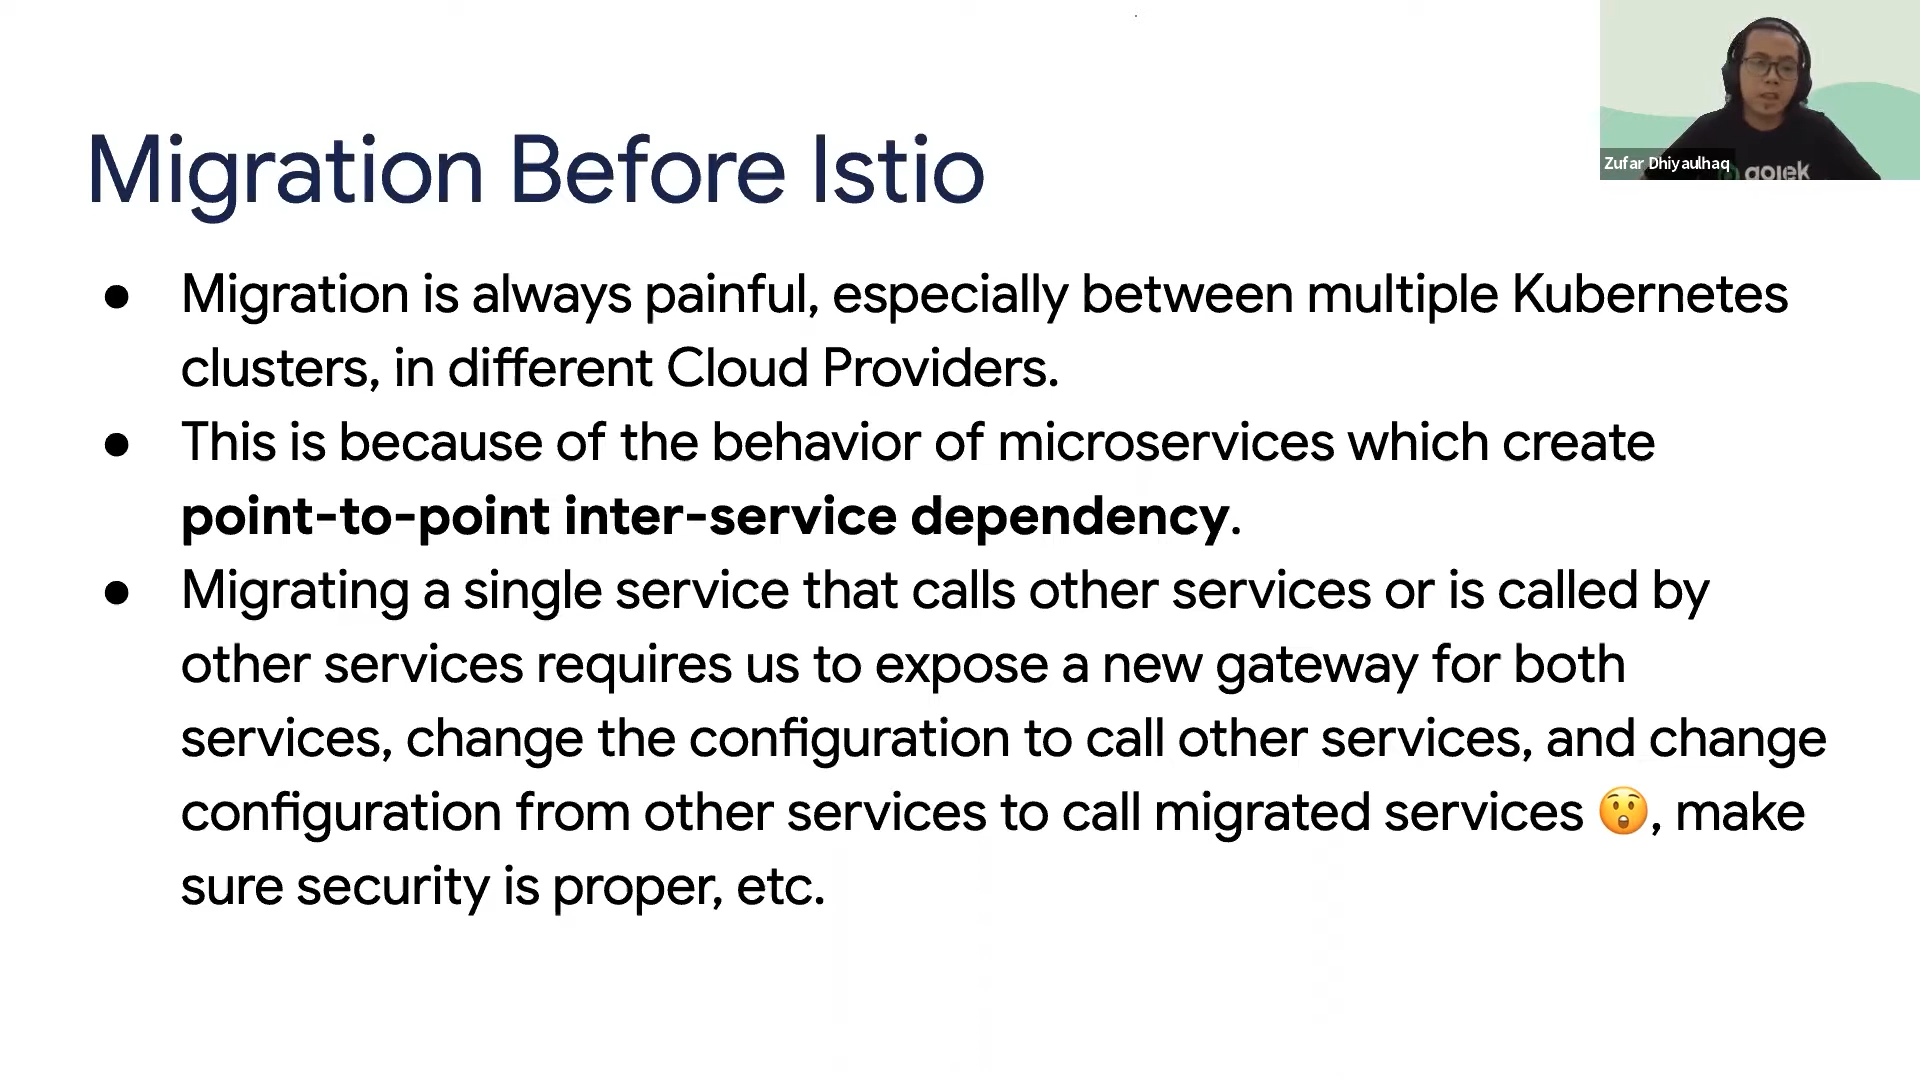 Migration Before Istio
● Migration is always painful, especially between multiple Kubernetes
clusters, in different Cloud Providers.
● This is because of the behavior of microservices which create
point-to-point inter-service dependency.
● Migrating a single service that calls other services or is called by
other services requires us to expose a new gateway for both
services, change the configuration to call other services, and change
configuration from other services to call migrated services 😲, make
sure security is proper, etc.
Zufar Dhiyaulhaq
gojek